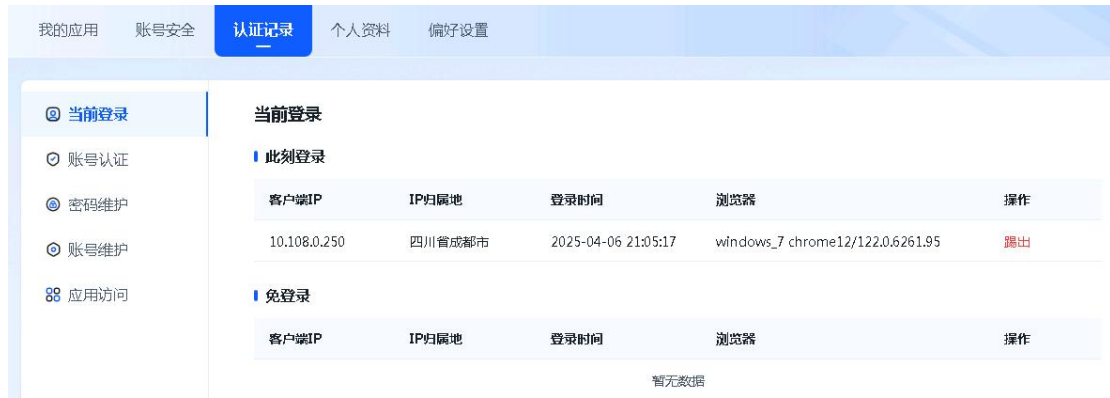 我的应用 账号安全 认证记录 个人资料 偏好设置
当前登录
账号认证
密码维护
账号维护
应用访问
当前登录
此刻登录
客户端IP IP归属地 登录时间 浏览器 操作
10.108.0.250 四川省成都市 2025-04-06 21:05:17 windows_7 chrome12/122.0.6261.95 踢出
免登录
客户端IP IP归属地 登录时间 浏览器 操作
暂无数据